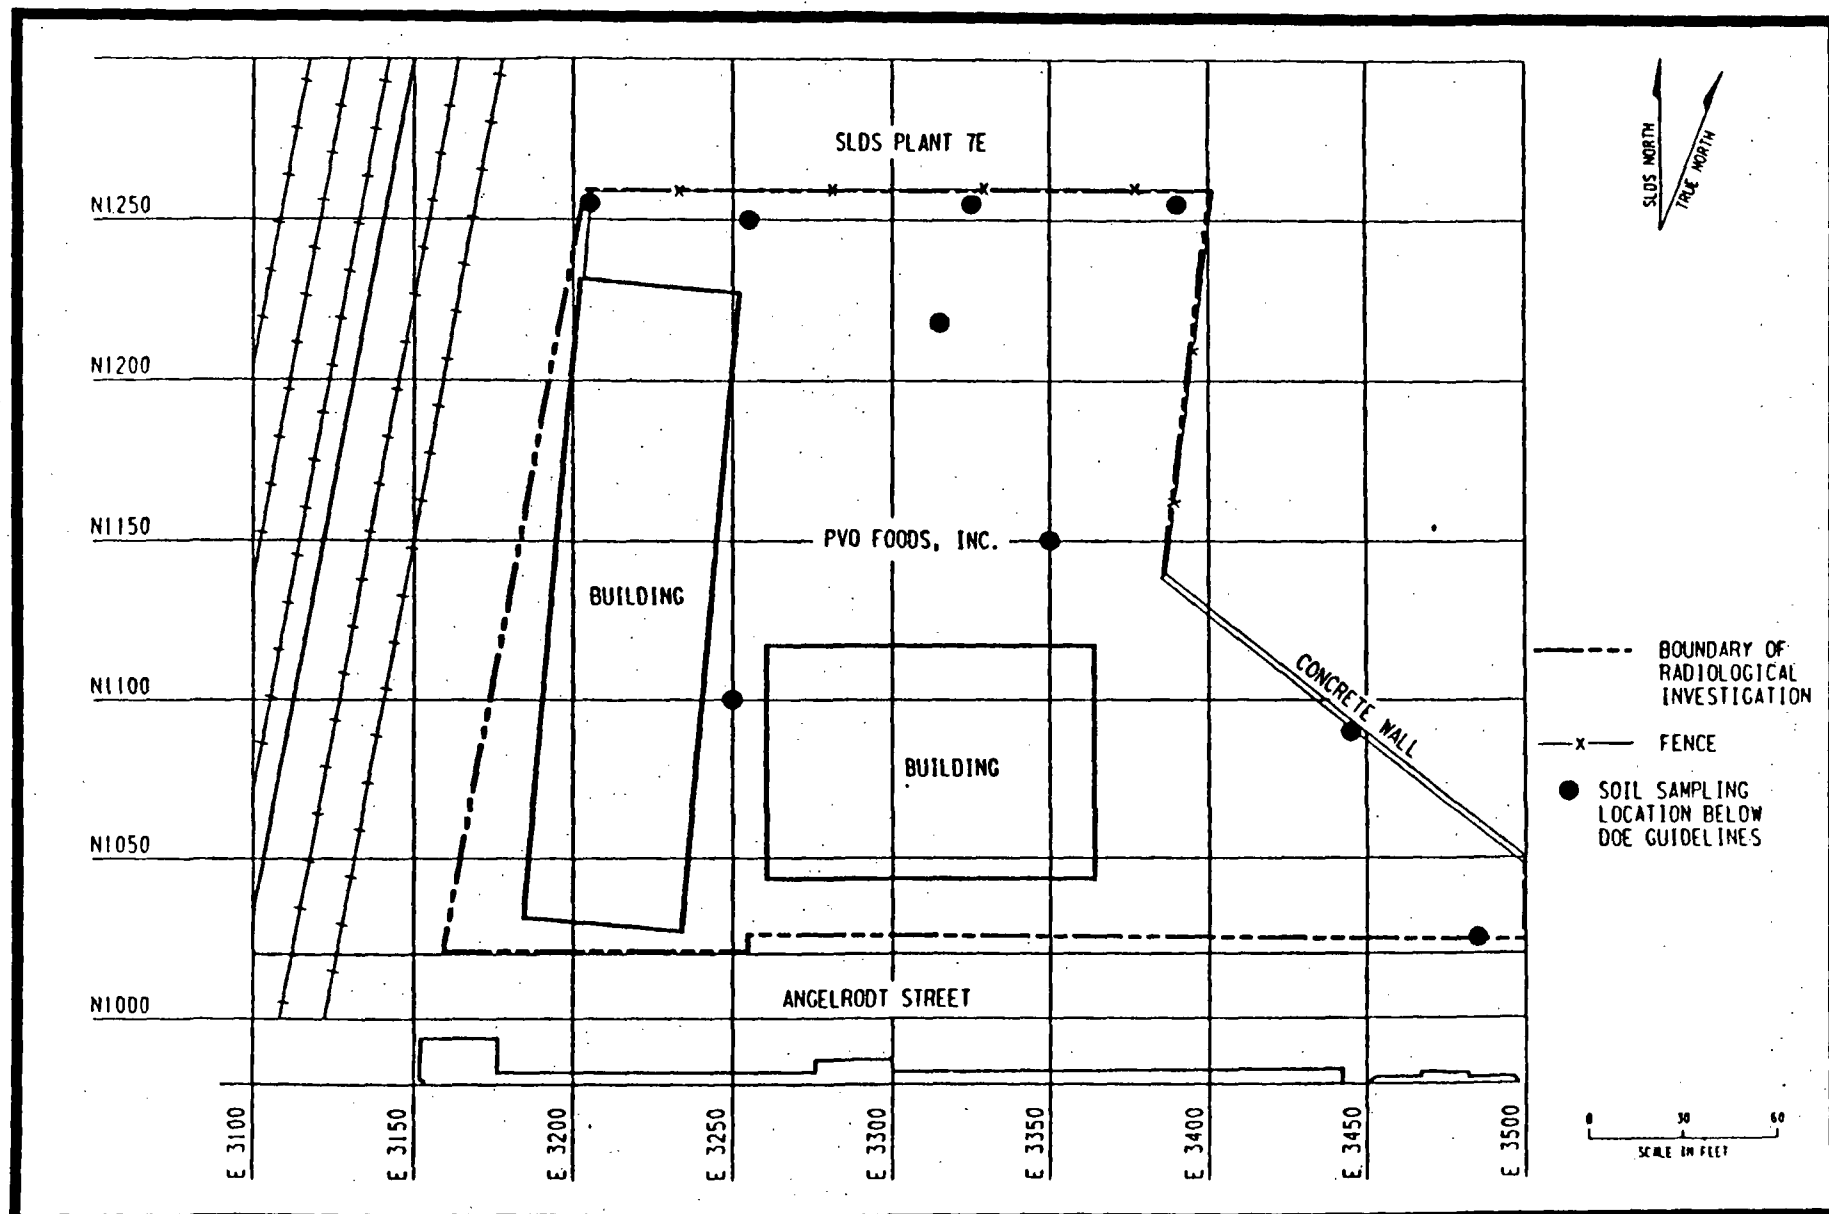 SLDS PLANT 7E
SLDS NORTH
TRUE NORTH
N1250
N1200
N1150
N1100
N1050
N1000
PVO FOODS, INC.
BUILDING
BUILDING
CONCRETE WALL
ANGELRODT STREET
BOUNDARY OF
RADIOLOGICAL
INVESTIGATION
x FENCE
SOIL SAMPLING
LOCATION BELOW
DOE GUIDELINES
E 3100
E 3150
E 3200
E 3250
E 3300
E 3350
E 3400
E 3450
E 3500
0 30 60
SCALE IN FEET